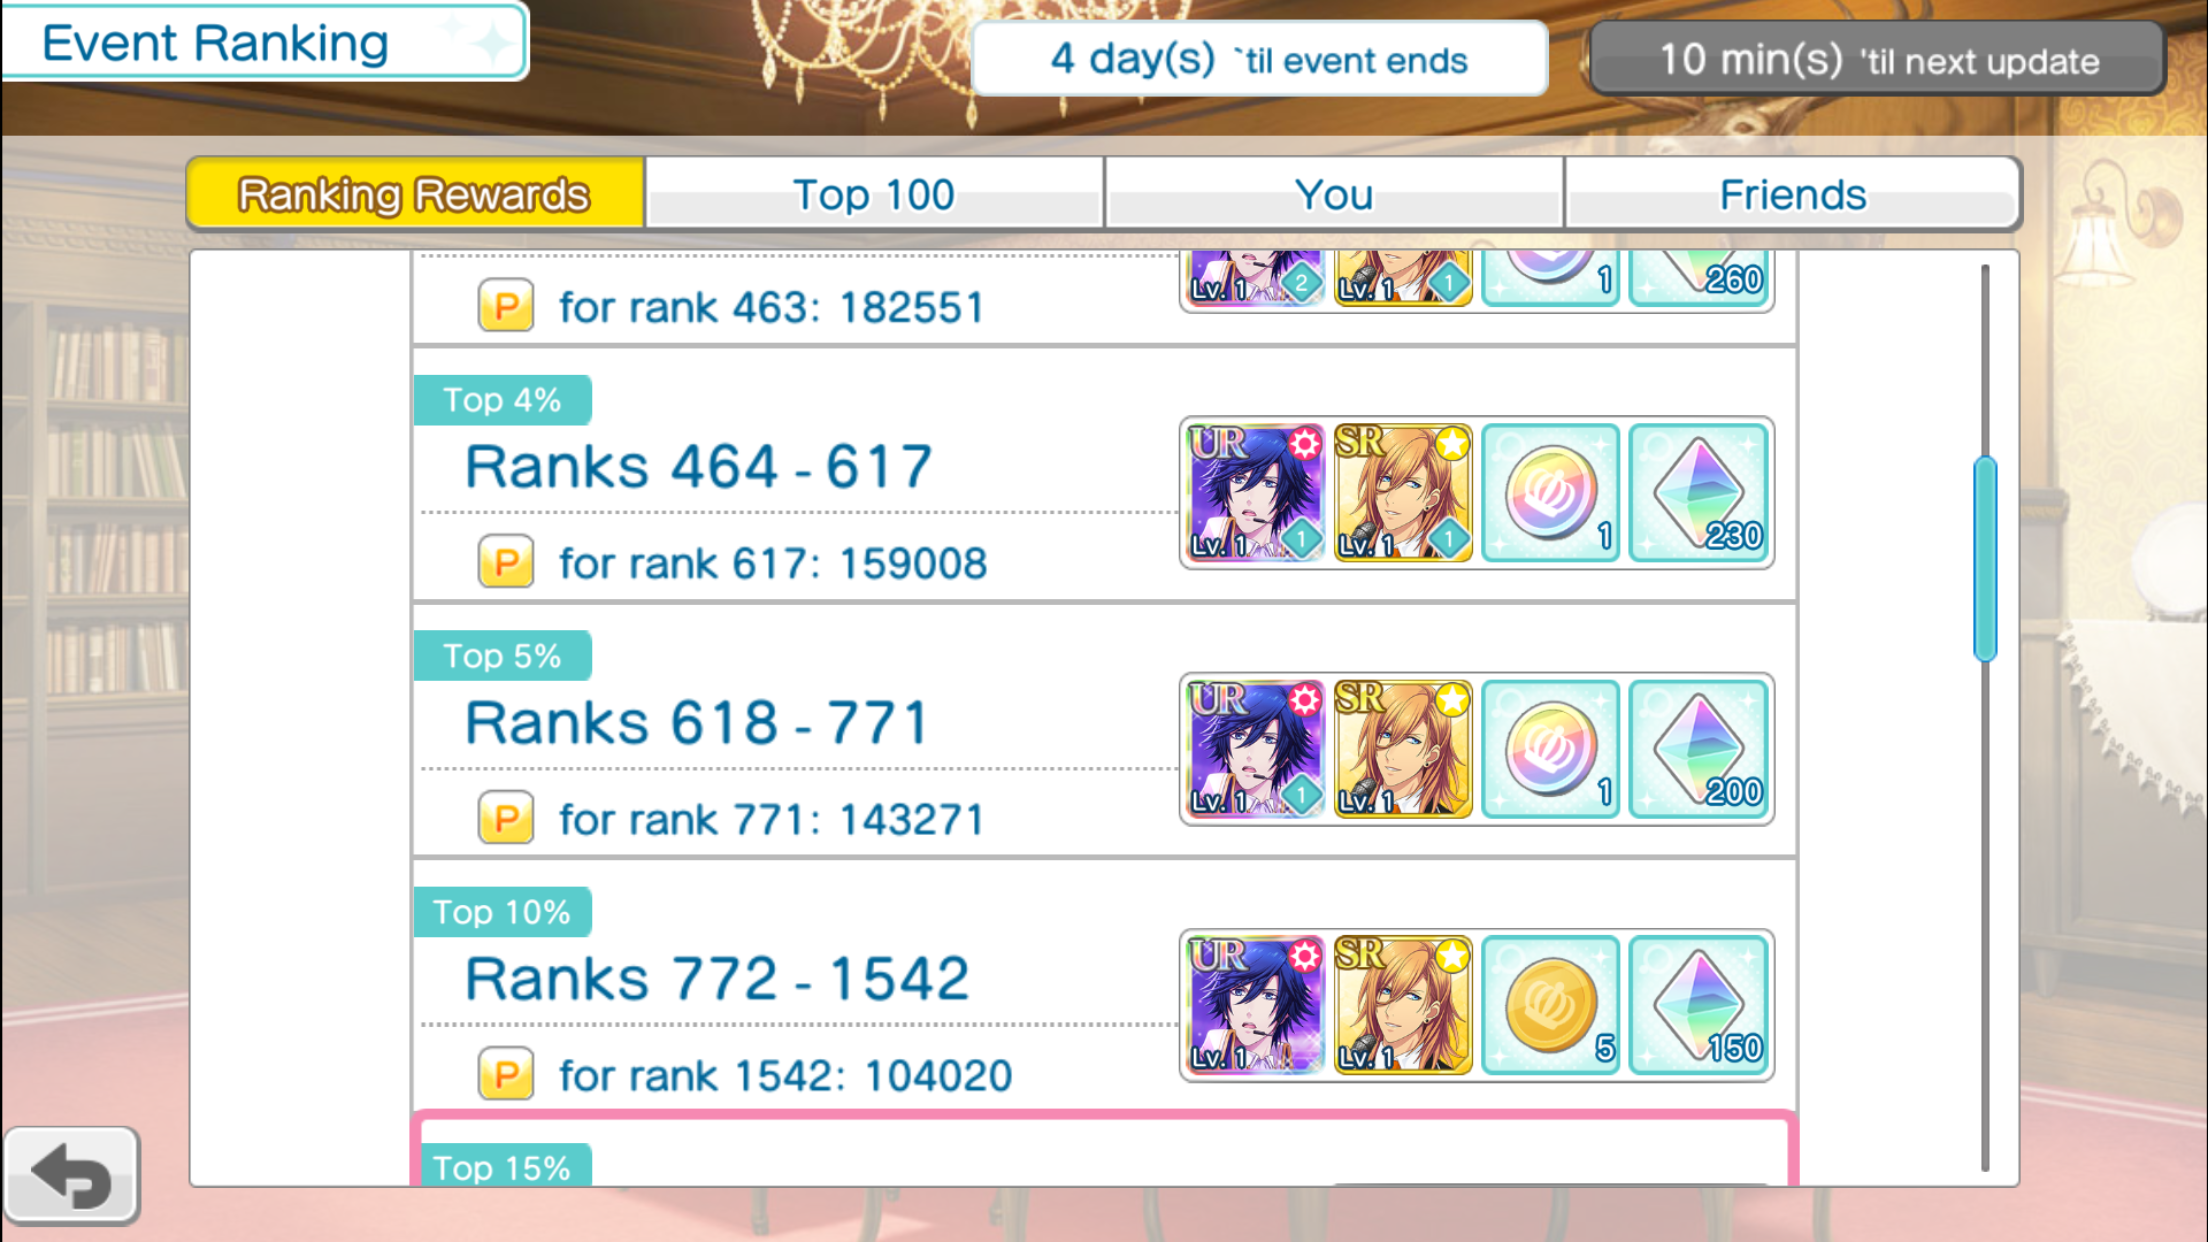 Event Ranking
4 day(s) `til event ends
10 min(s) 'til next update
Ranking Rewards
Top 100
You
Friends
Lv. 1 2
Lv. 1 1
1
260
P for rank 463: 182551
Top 4%
Ranks 464 - 617
UR
SR
Lv. 1 1
Lv. 1 1
1
230
P for rank 617: 159008
Top 5%
Ranks 618 - 771
UR
SR
Lv. 1 1
Lv. 1
1
200
P for rank 771: 143271
Top 10%
Ranks 772 - 1542
UR
SR
Lv. 1
Lv. 1
5
150
P for rank 1542: 104020
Top 15%